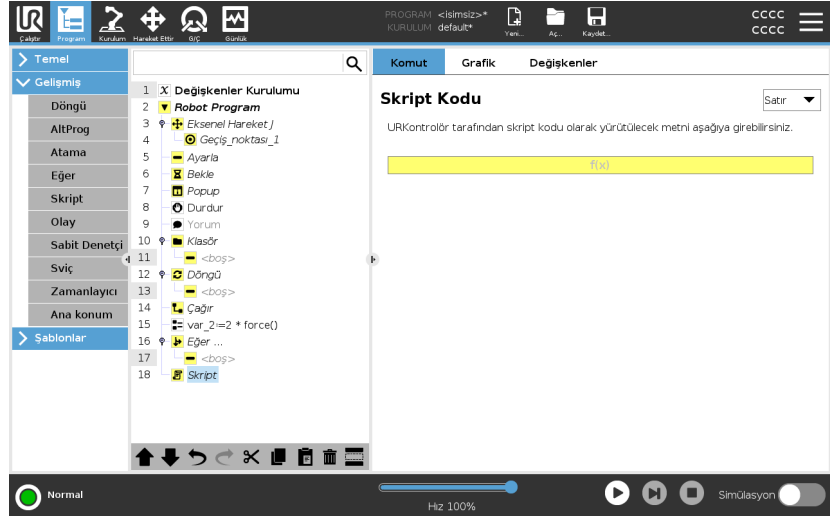 UR
Çalıştır
Program
Kurulum
Hareket Ettir
G/Ç
Günlük
PROGRAM <isimsiz>*
KURULUM default*
Yeni...
Aç...
Kaydet...
cccc
cccc
Temel
Gelişmiş
Döngü
AltProg
Atama
Eğer
Skript
Olay
Sabit Denetçi
Sviç
Zamanlayıcı
Ana konum
Şablonlar
1 X Değişkenler Kurulumu
2 Robot Program
3 Eksenel Hareket J
4 Geçiş_noktası_1
5 Ayarla
6 Bekle
7 Popup
8 Durdur
9 Yorum
10 Klasör
11 <boş>
12 Döngü
13 <boş>
14 Çağır
15 var_2≔2 * force()
16 Eğer ...
17 <boş>
18 Skript
Komut
Grafik
Değişkenler
Skript Kodu
Satır
URKontrolör tarafından skript kodu olarak yürütülecek metni aşağıya girebilirsiniz.
f(x)
Normal
Hız 100%
Simülasyon